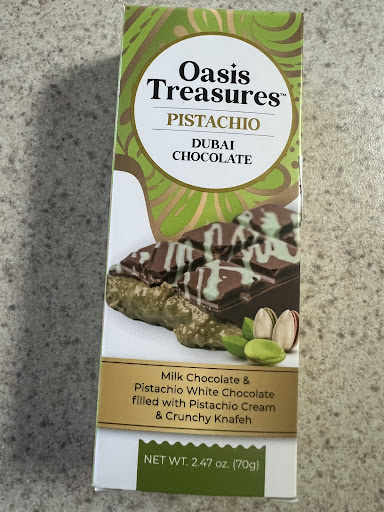 Oasis
Treasures™
PISTACHIO
DUBAI
CHOCOLATE
Milk Chocolate &
Pistachio White Chocolate
filled with Pistachio Cream
& Crunchy Knafeh
NET WT. 2.47 oz. (70g)